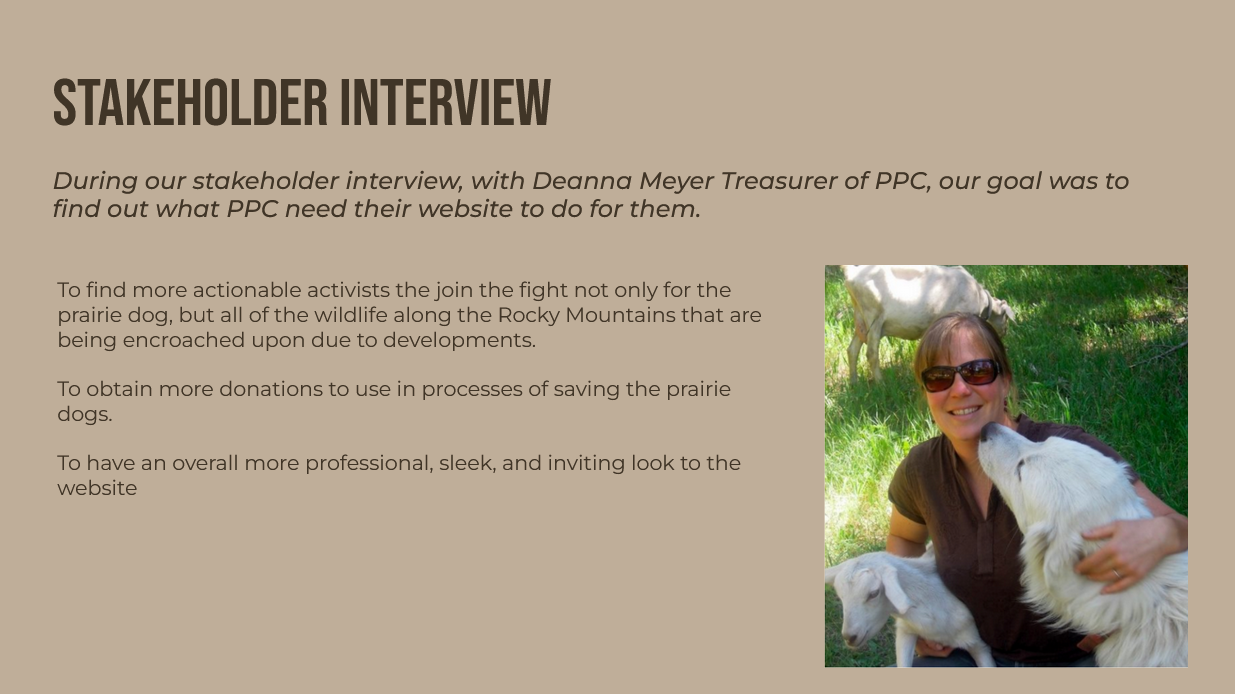 STAKEHOLDER INTERVIEW
During our stakeholder interview, with Deanna Meyer Treasurer of PPC, our goal was to
find out what PPC need their website to do for them.
To find more actionable activists the join the fight not only for the
prairie dog, but all of the wildlife along the Rocky Mountains that are
being encroached upon due to developments.
To obtain more donations to use in processes of saving the prairie
dogs.
To have an overall more professional, sleek, and inviting look to the
website